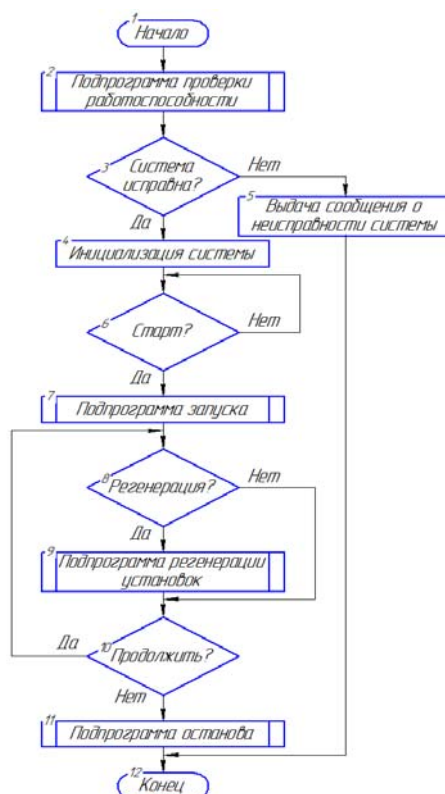 1
Начало
2
Подпрограмма проверки
работоспособности
3
Система
исправна?
Нет
Да
5
Выдача сообщения о
неисправности системы
4
Инициализация системы
6
Старт?
Нет
Да
7
Подпрограмма запуска
8
Регенерация?
Нет
Да
9
Подпрограмма регенерации
установок
10
Продолжить?
Да
Нет
11
Подпрограмма останова
12
Конец